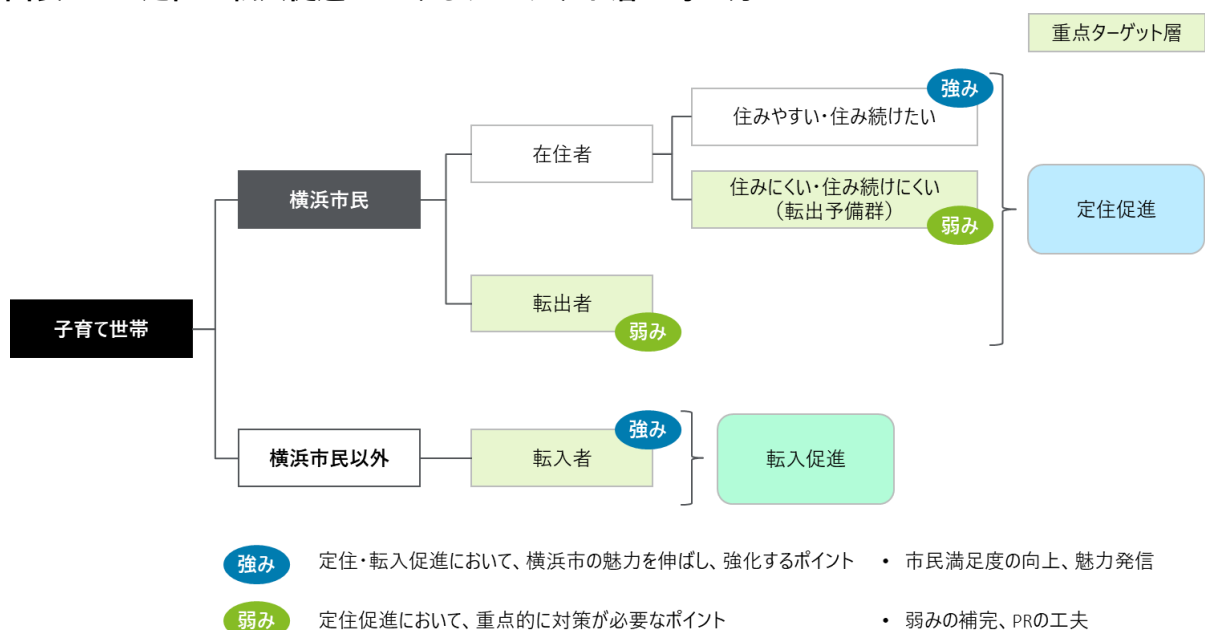 重点ターゲット層
強み
住みやすい・住み続けたい
在住者
住みにくい・住み続けにくい
（転出予備群）
弱み
横浜市民
定住促進
転出者
弱み
子育て世帯
強み
横浜市民以外
転入者
転入促進
強み 定住・転入促進において、横浜市の魅力を伸ばし、強化するポイント • 市民満足度の向上、魅力発信
弱み 定住促進において、重点的に対策が必要なポイント • 弱みの補完、PRの工夫